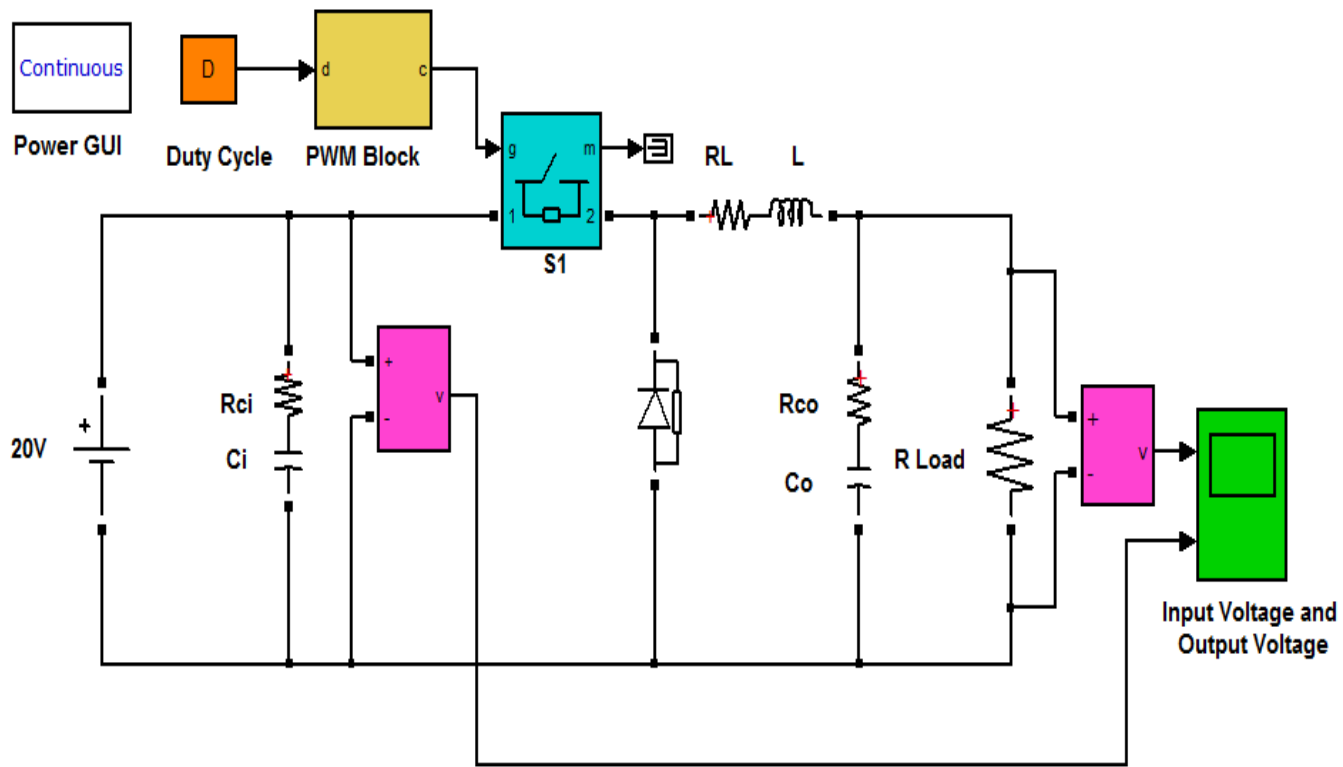 Continuous
Power GUI
D
Duty Cycle
d
c
PWM Block
g
m
1
2
S1
RL
L
20V
+
Rci
Ci
+
-
v
Rco
Co
R Load
+
-
v
Input Voltage and
Output Voltage